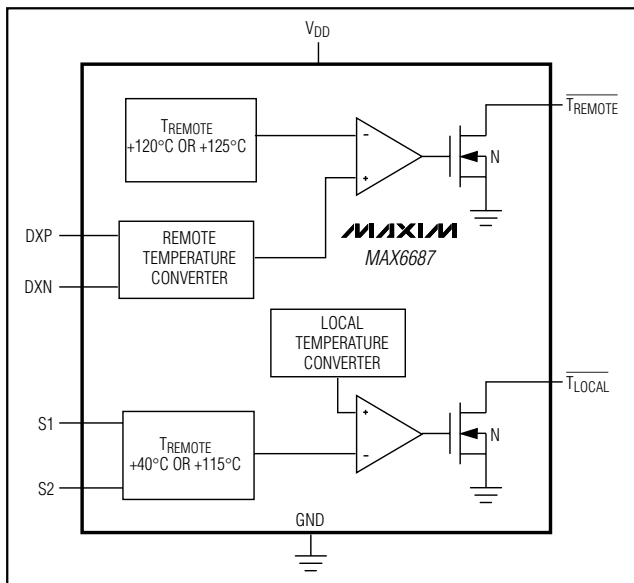 VDD
TREMOTE
+120°C OR +125°C
-
+
N
TREMOTE
DXP
DXN
REMOTE
TEMPERATURE
CONVERTER
MAXIM
MAX6687
LOCAL
TEMPERATURE
CONVERTER
TLOCAL
S1
S2
TREMOTE
+40°C OR +115°C
+
-
N
GND